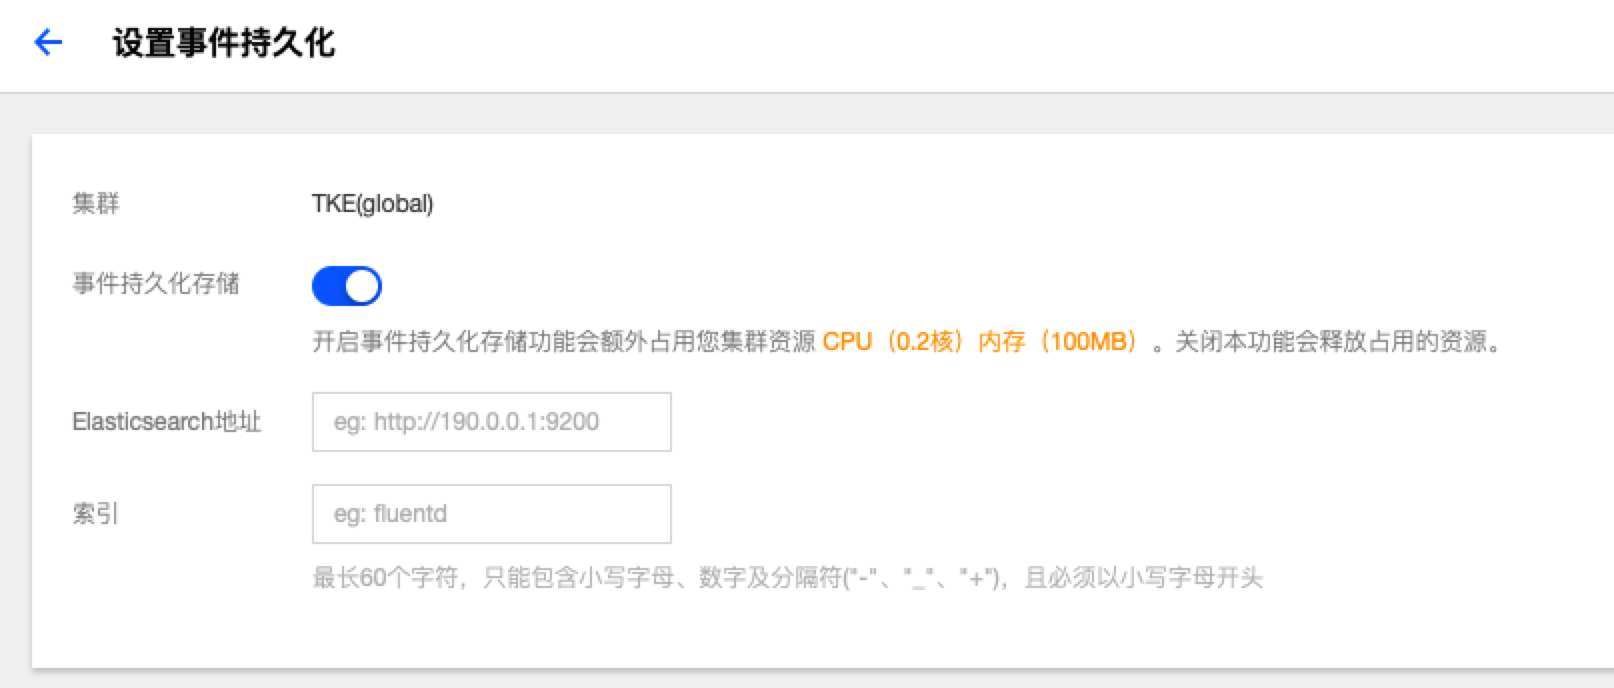 设置事件持久化
集群 TKE(global)
事件持久化存储
开启事件持久化存储功能会额外占用您集群资源 CPU（0.2核）内存（100MB） 。关闭本功能会释放占用的资源。
Elasticsearch地址 eg: http://190.0.0.1:9200
索引 eg: fluentd
最长60个字符，只能包含小写字母、数字及分隔符("-"、"_"、"+")，且必须以小写字母开头